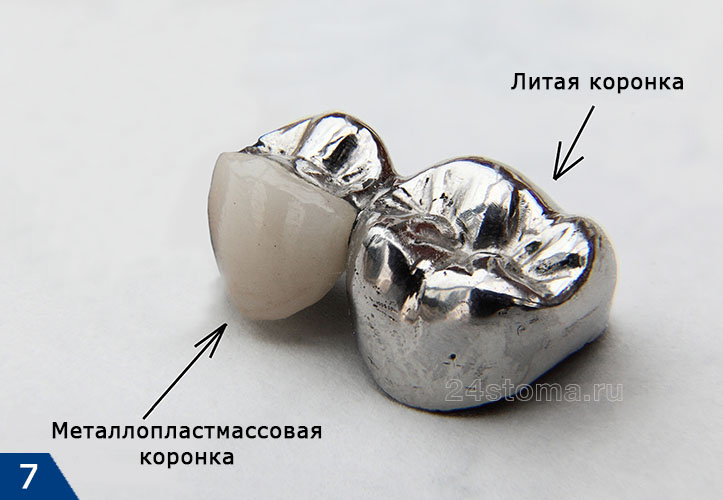 Литая коронка
24stoma.ru
Металлопластмассовая
коронка
7